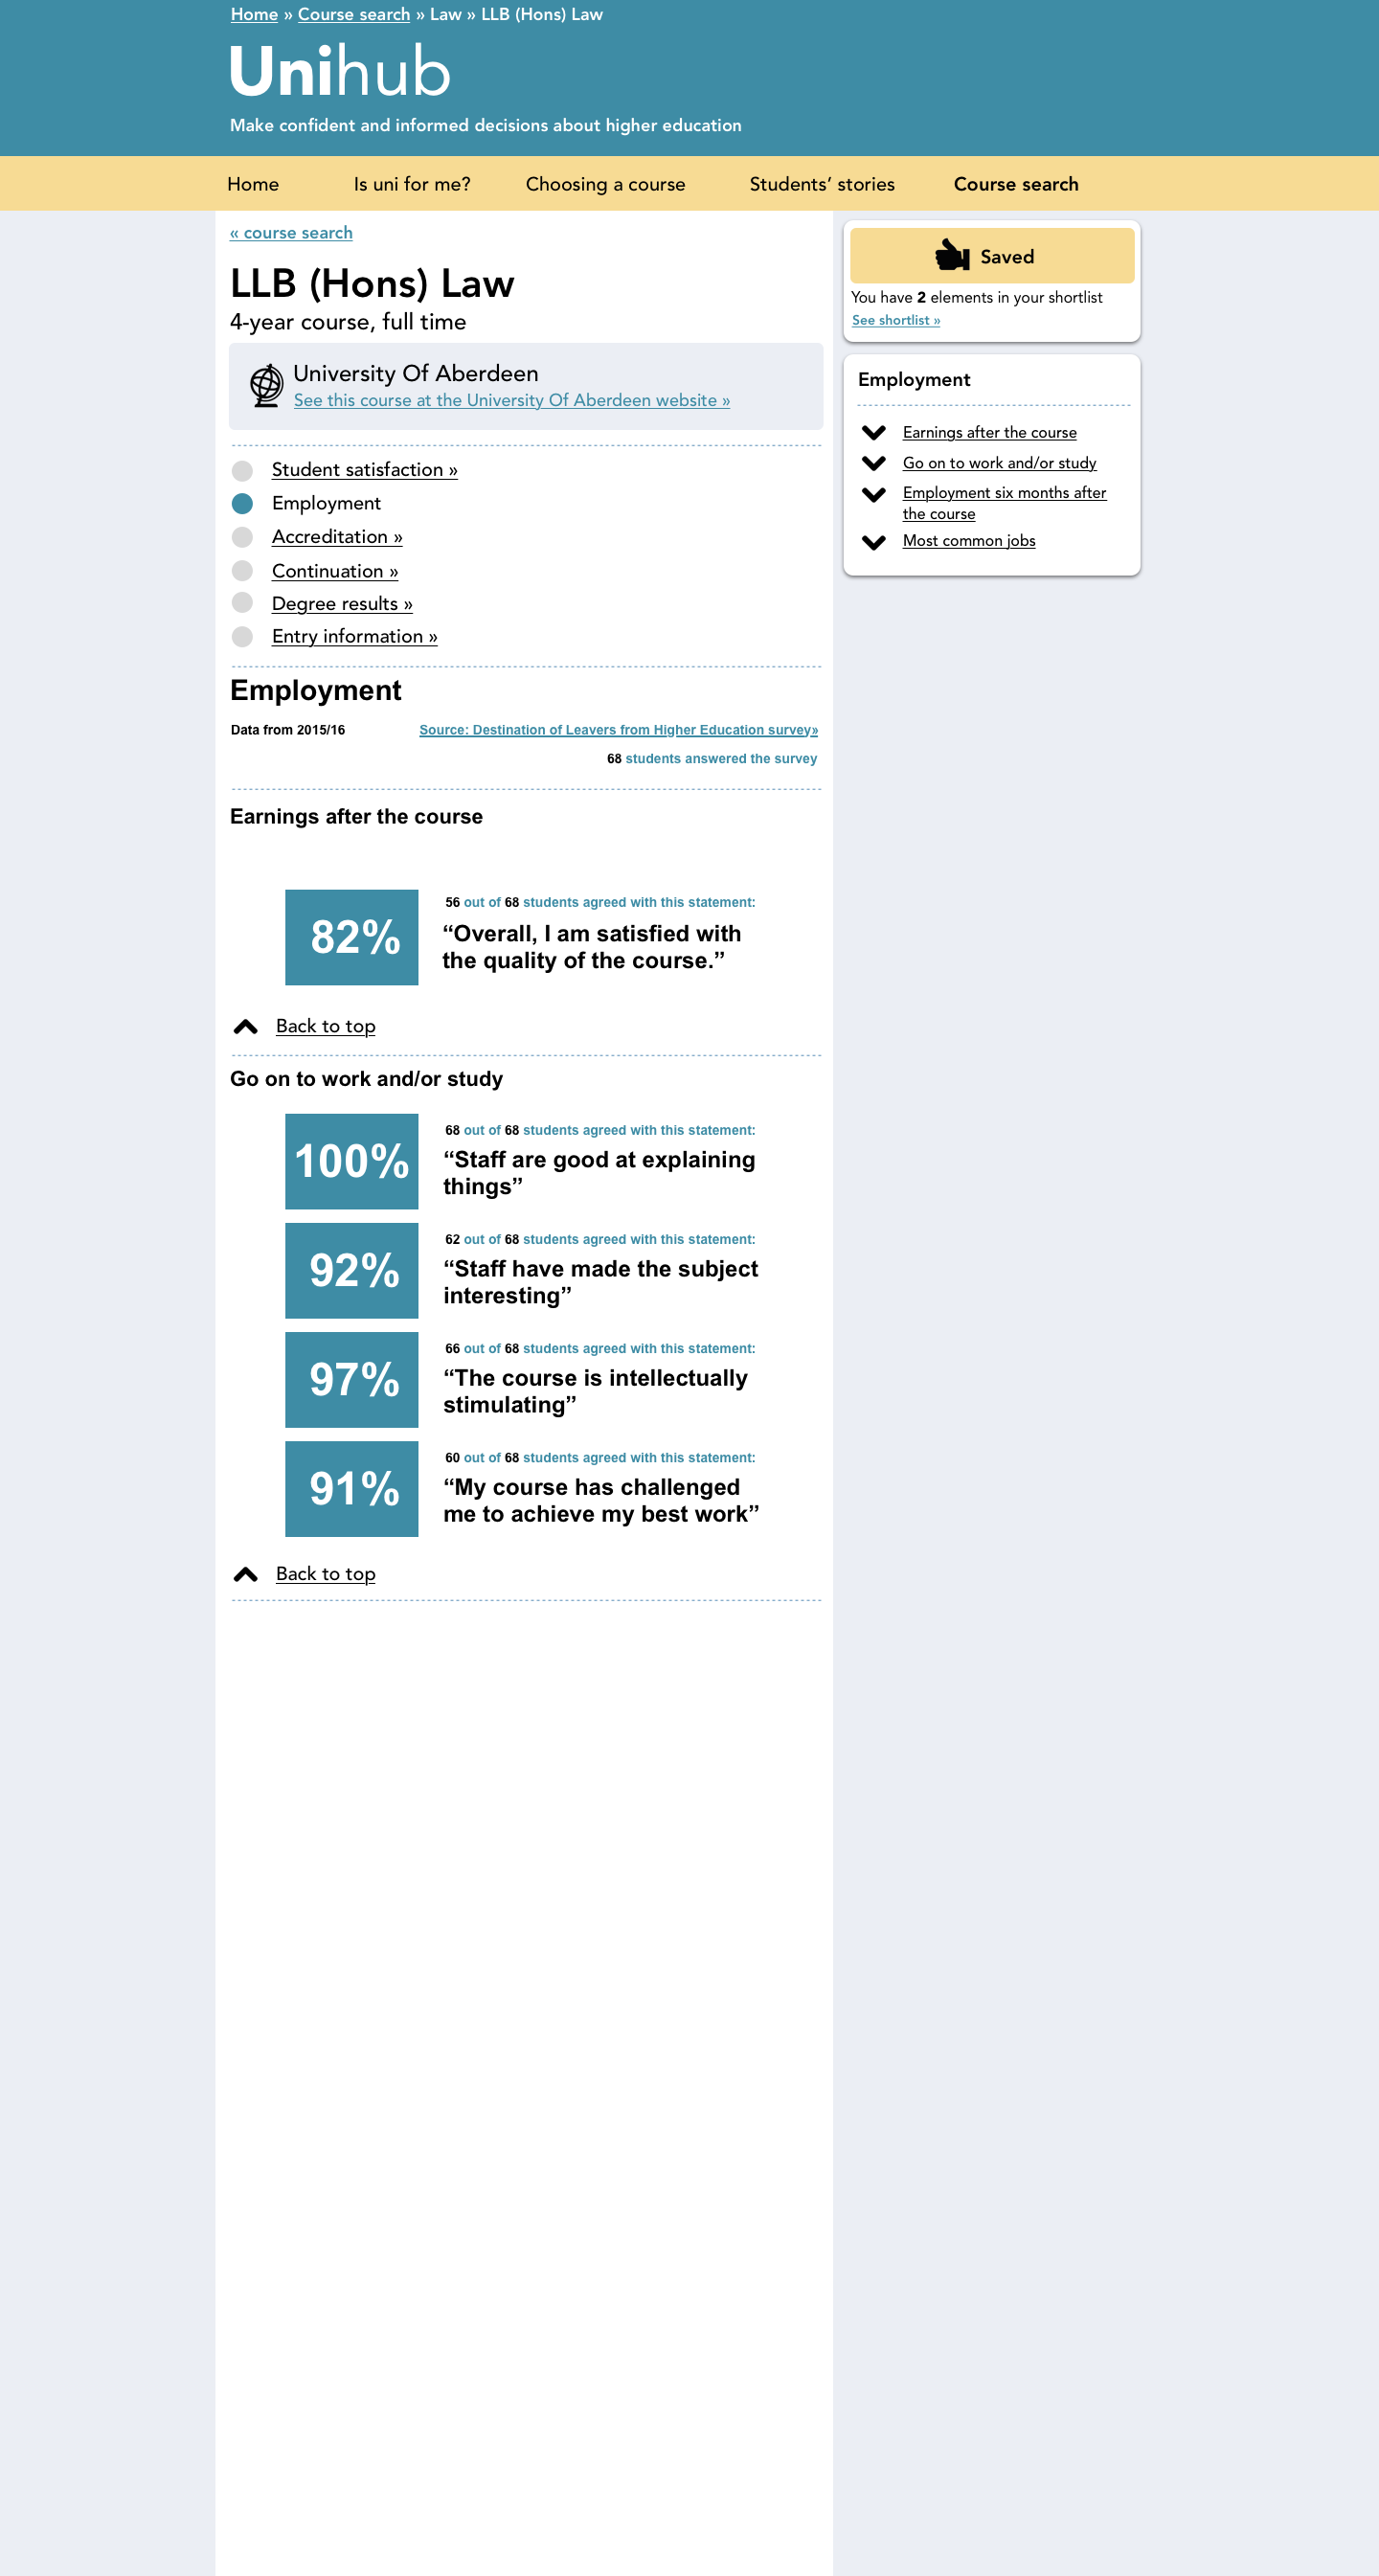 Home » Course search » Law » LLB (Hons) Law
Unihub
Make confident and informed decisions about higher education
Home Is uni for me? Choosing a course Students’ stories Course search
« course search
LLB (Hons) Law
4-year course, full time
University Of Aberdeen
See this course at the University Of Aberdeen website »
Student satisfaction »
Employment
Accreditation »
Continuation »
Degree results »
Entry information »
Saved
You have 2 elements in your shortlist
See shortlist »
Employment
Earnings after the course
Go on to work and/or study
Employment six months after
the course
Most common jobs
Employment
Data from 2015/16 Source: Destination of Leavers from Higher Education survey»
68 students answered the survey
Earnings after the course
82%
56 out of 68 students agreed with this statement:
“Overall, I am satisfied with
the quality of the course.”
Back to top
Go on to work and/or study
100%
68 out of 68 students agreed with this statement:
“Staff are good at explaining
things”
92%
62 out of 68 students agreed with this statement:
“Staff have made the subject
interesting”
97%
66 out of 68 students agreed with this statement:
“The course is intellectually
stimulating”
91%
60 out of 68 students agreed with this statement:
“My course has challenged
me to achieve my best work”
Back to top